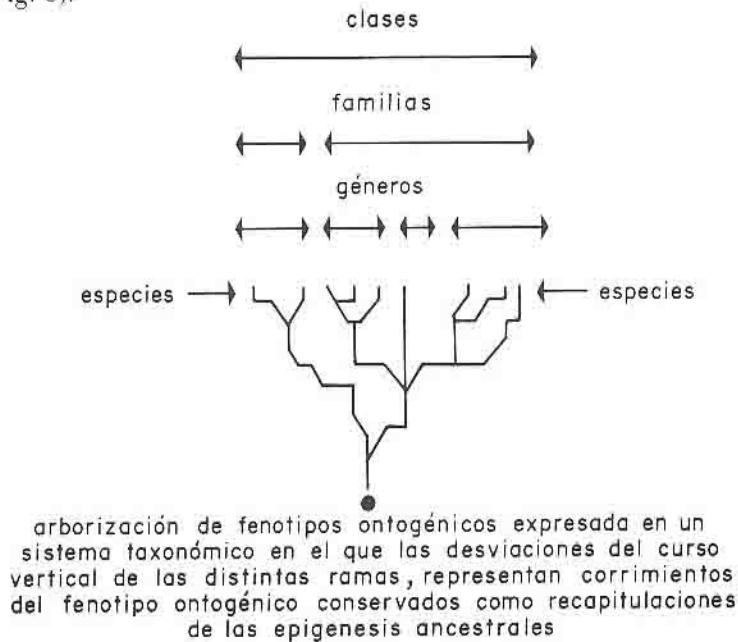 clases
familias
géneros
especies especies
arborización de fenotipos ontogénicos expresada en un
sistema taxonómico en el que las desviaciones del curso
vertical de las distintas ramas, representan corrimientos
del fenotipo ontogénico conservados como recapitulaciones
de las epigenesis ancestrales